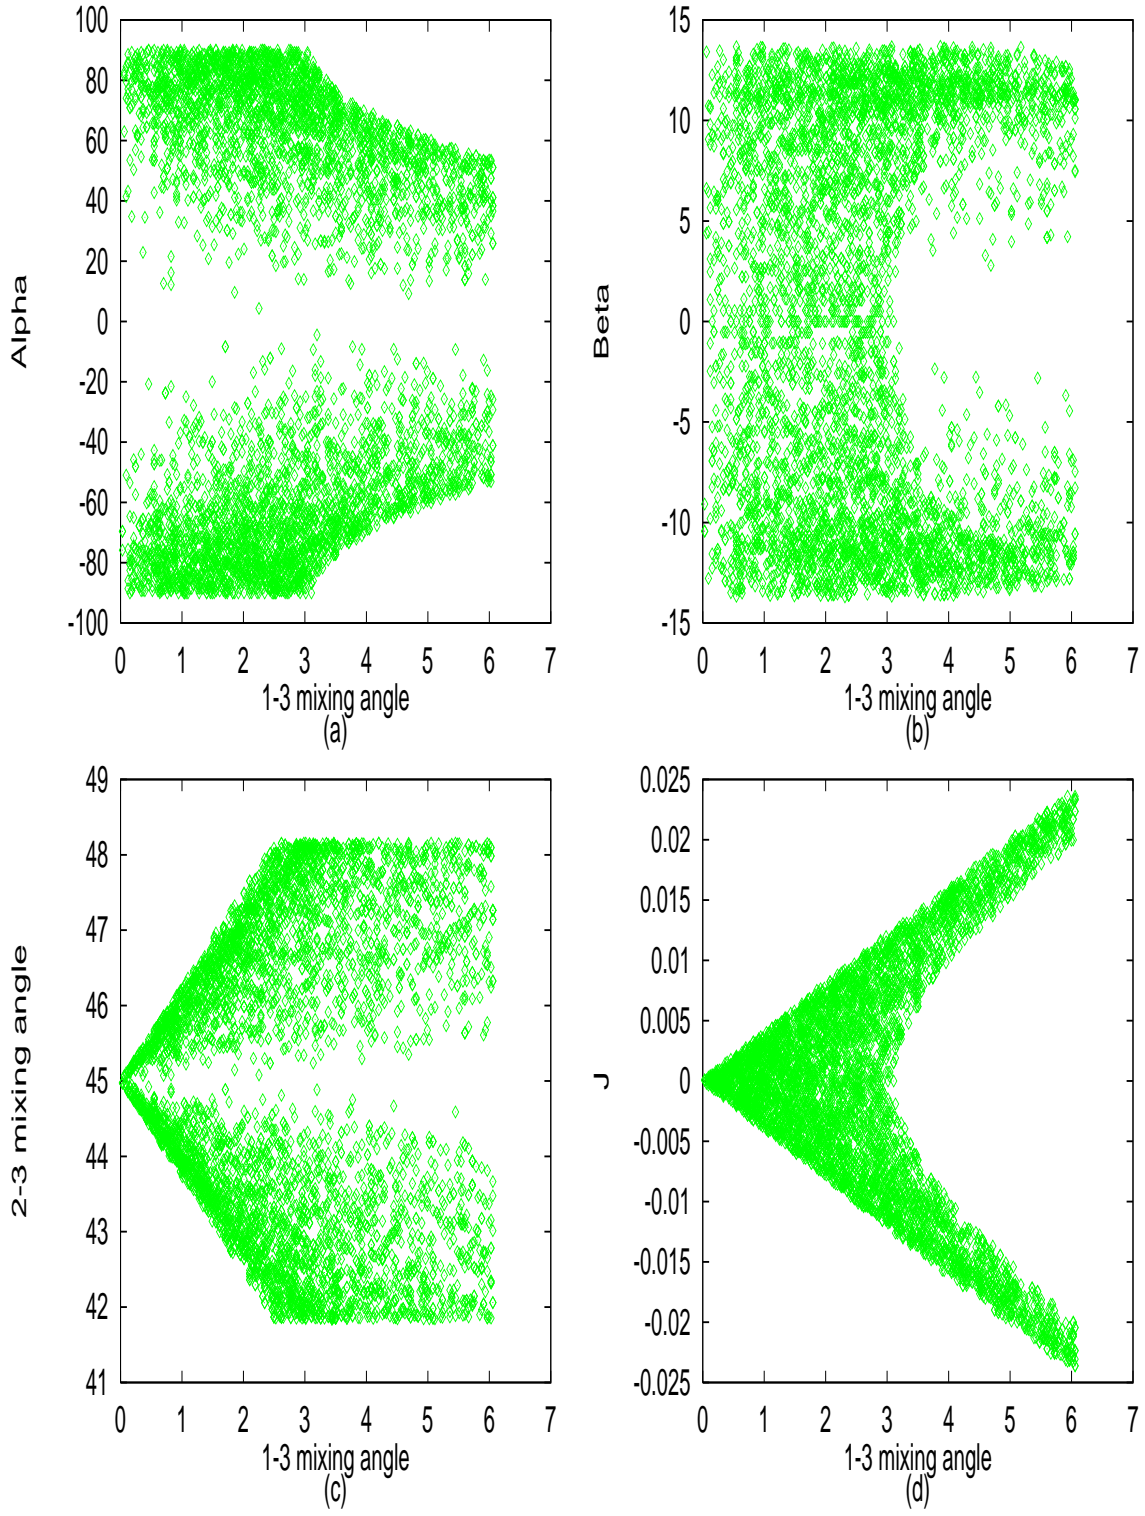 100
80
60
40
20
0
-20
-40
-60
-80
-100
Alpha
0 1 2 3 4 5 6 7
1-3 mixing angle
(a)
15
10
5
0
-5
-10
-15
Beta
0 1 2 3 4 5 6 7
1-3 mixing angle
(b)
49
48
47
46
45
44
43
42
41
2-3 mixing angle
0 1 2 3 4 5 6 7
1-3 mixing angle
(c)
0.025
0.02
0.015
0.01
0.005
0
-0.005
-0.01
-0.015
-0.02
-0.025
J
0 1 2 3 4 5 6 7
1-3 mixing angle
(d)